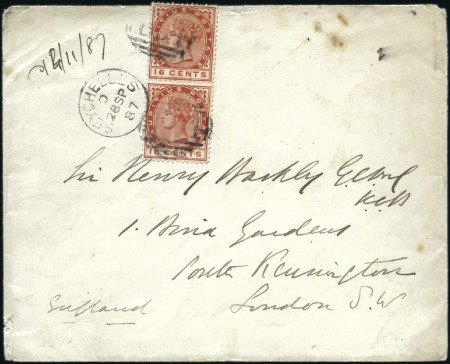 2/11/87
16 CENTS
SEYCHELLES
D
28 SP
87
16 CENTS
Sir Henry Barkly G.C.M.G.
K.C.B
1. Bina Gardens
South Kensington
England London S.W